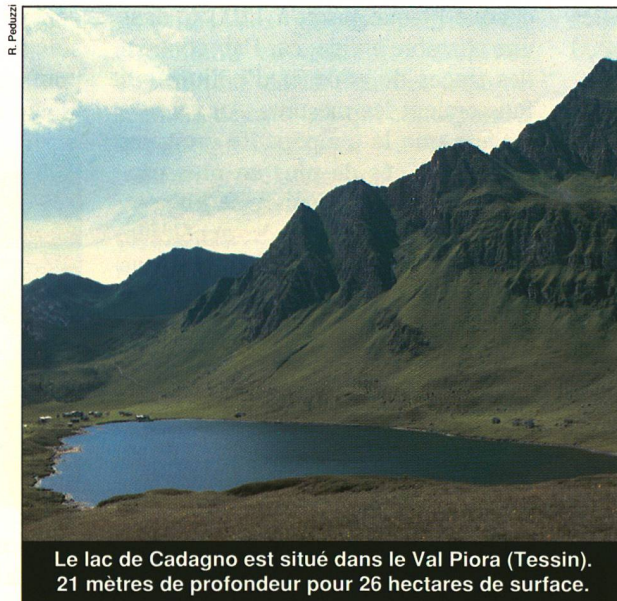 R. Peduzzi
Le lac de Cadagno est situé dans le Val Piora (Tessin).
21 mètres de profondeur pour 26 hectares de surface.